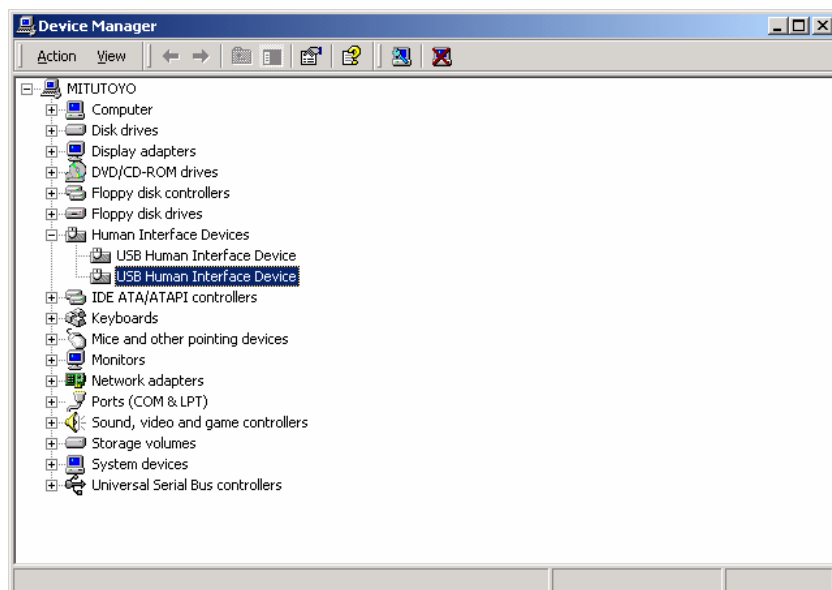 Device Manager
Action View
MITUTOYO
Computer
Disk drives
Display adapters
DVD/CD-ROM drives
Floppy disk controllers
Floppy disk drives
Human Interface Devices
USB Human Interface Device
USB Human Interface Device
IDE ATA/ATAPI controllers
Keyboards
Mice and other pointing devices
Monitors
Network adapters
Ports (COM & LPT)
Sound, video and game controllers
Storage volumes
System devices
Universal Serial Bus controllers